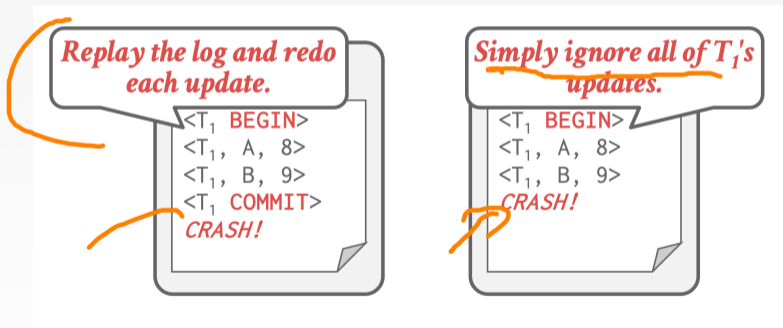 Replay the log and redo
each update.
<T₁ BEGIN>
<T₁, A, 8>
<T₁, B, 9>
<T₁ COMMIT>
CRASH!
Simply ignore all of T₁'s
updates.
<T₁ BEGIN>
<T₁, A, 8>
<T₁, B, 9>
CRASH!